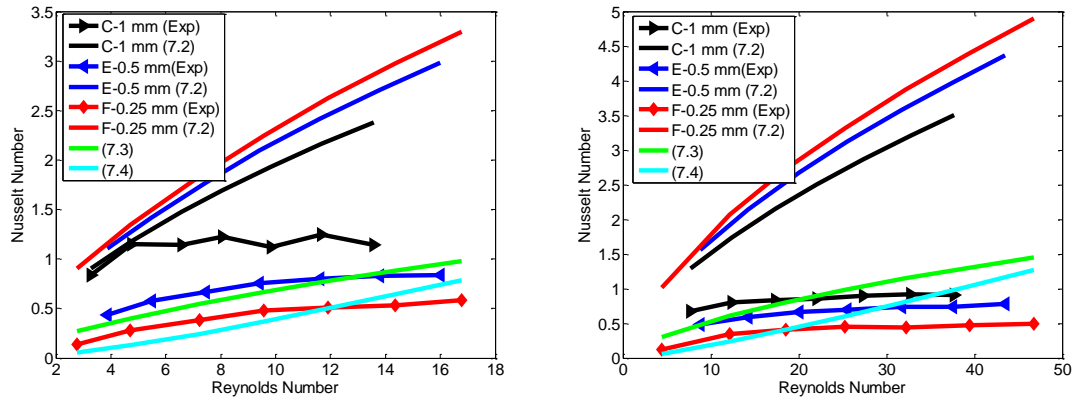 3.5
3
2.5
2
1.5
1
0.5
0
2
4
6
8
10
12
14
16
18
Nusselt Number
Reynolds Number
C-1 mm (Exp)
C-1 mm (7.2)
E-0.5 mm(Exp)
E-0.5 mm (7.2)
F-0.25 mm (Exp)
F-0.25 mm (7.2)
(7.3)
(7.4)
5
4.5
4
3.5
3
2.5
2
1.5
1
0.5
0
0
10
20
30
40
50
Nusselt Number
Reynolds Number
C-1 mm (Exp)
C-1 mm (7.2)
E-0.5 mm(Exp)
E-0.5 mm (7.2)
F-0.25 mm (Exp)
F-0.25 mm (7.2)
(7.3)
(7.4)